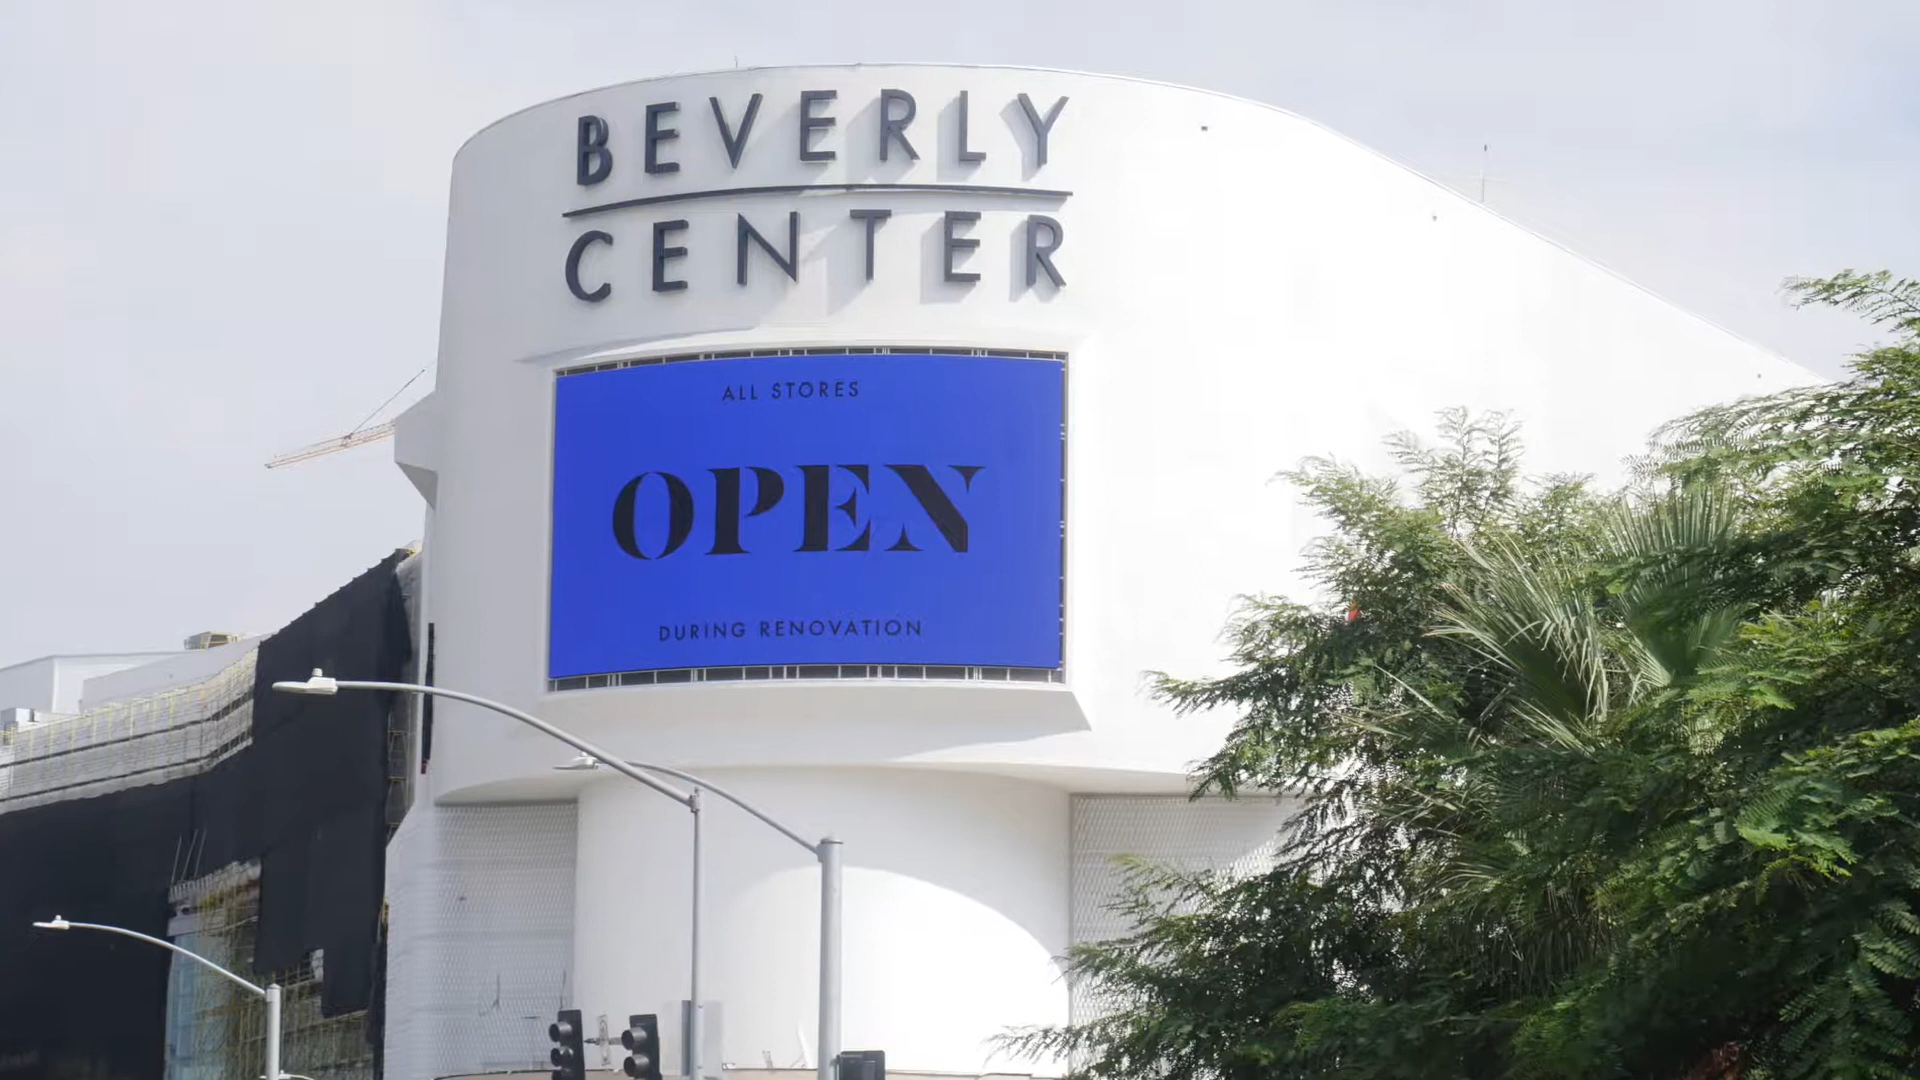 BEVERLY
CENTER
ALL STORES
OPEN
DURING RENOVATION